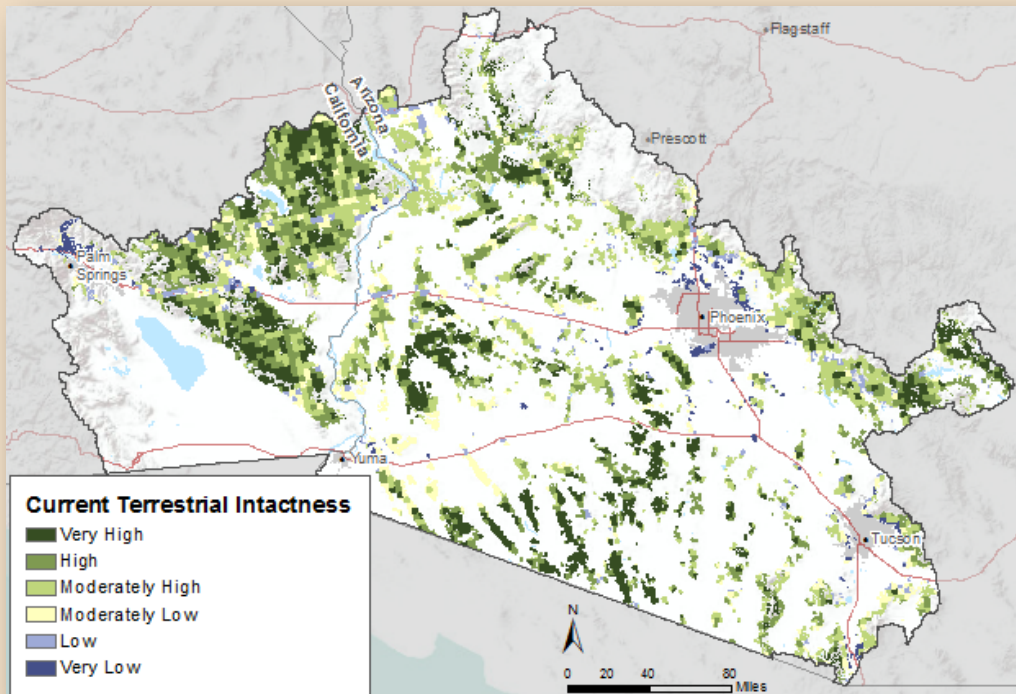 Flagstaff
Arizona
California
Prescott
Palm
Springs
Phoenix
Yuma
Tucson
Current Terrestrial Intactness
Very High
High
Moderately High
Moderately Low
Low
Very Low
N
0 20 40 80
Miles